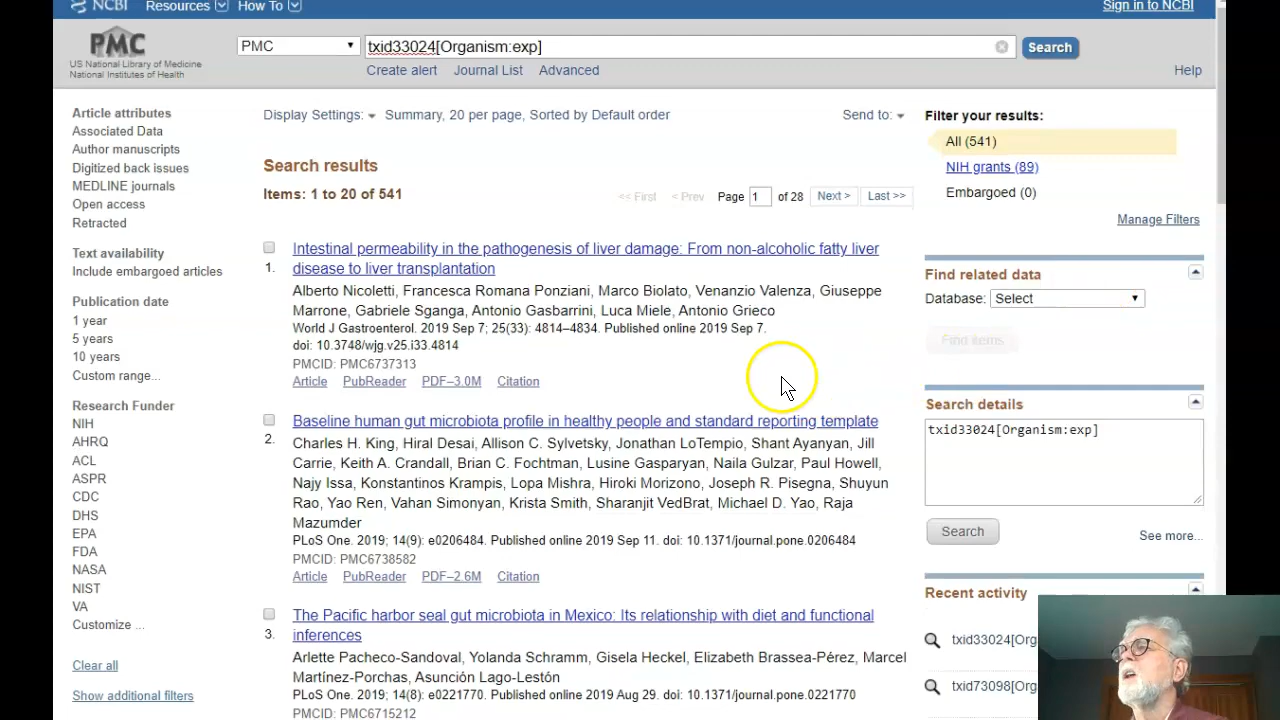 NCBI Resources How To Sign in to NCBI
PMC
US National Library of Medicine
National Institutes of Health
PMC txid33024[Organism:exp] Search
Create alert Journal List Advanced Help
Article attributes
Associated Data
Author manuscripts
Digitized back issues
MEDLINE journals
Open access
Retracted
Text availability
Include embargoed articles
Publication date
1 year
5 years
10 years
Custom range...
Research Funder
NIH
AHRQ
ACL
ASPR
CDC
DHS
EPA
FDA
NASA
NIST
VA
Customize ...
Clear all
Show additional filters
Display Settings: Summary, 20 per page, Sorted by Default order Send to:
Search results
Items: 1 to 20 of 541
<< First < Prev Page 1 of 28 Next > Last >>
Intestinal permeability in the pathogenesis of liver damage: From non-alcoholic fatty liver
1. disease to liver transplantation
Alberto Nicoletti, Francesca Romana Ponziani, Marco Biolato, Venanzio Valenza, Giuseppe
Marrone, Gabriele Sganga, Antonio Gasbarrini, Luca Miele, Antonio Grieco
World J Gastroenterol. 2019 Sep 7; 25(33): 4814–4834. Published online 2019 Sep 7.
doi: 10.3748/wjg.v25.i33.4814
PMCID: PMC6737313
Article PubReader PDF–3.0M Citation
Baseline human gut microbiota profile in healthy people and standard reporting template
2.
Charles H. King, Hiral Desai, Allison C. Sylvetsky, Jonathan LoTempio, Shant Ayanyan, Jill
Carrie, Keith A. Crandall, Brian C. Fochtman, Lusine Gasparyan, Naila Gulzar, Paul Howell,
Najy Issa, Konstantinos Krampis, Lopa Mishra, Hiroki Morizono, Joseph R. Pisegna, Shuyun
Rao, Yao Ren, Vahan Simonyan, Krista Smith, Sharanjit VedBrat, Michael D. Yao, Raja
Mazumder
PLoS One. 2019; 14(9): e0206484. Published online 2019 Sep 11. doi: 10.1371/journal.pone.0206484
PMCID: PMC6738582
Article PubReader PDF–2.6M Citation
The Pacific harbor seal gut microbiota in Mexico: Its relationship with diet and functional
3. inferences
Arlette Pacheco-Sandoval, Yolanda Schramm, Gisela Heckel, Elizabeth Brassea-Pérez, Marcel
Martínez-Porchas, Asunción Lago-Lestón
PLoS One. 2019; 14(8): e0221770. Published online 2019 Aug 29. doi: 10.1371/journal.pone.0221770
PMCID: PMC6715212
Filter your results:
All (541)
NIH grants (89)
Embargoed (0)
Manage Filters
Find related data
Database: Select
Find items
Search details
txid33024[Organism:exp]
Search See more...
Recent activity
txid33024[Org
txid73098[Org